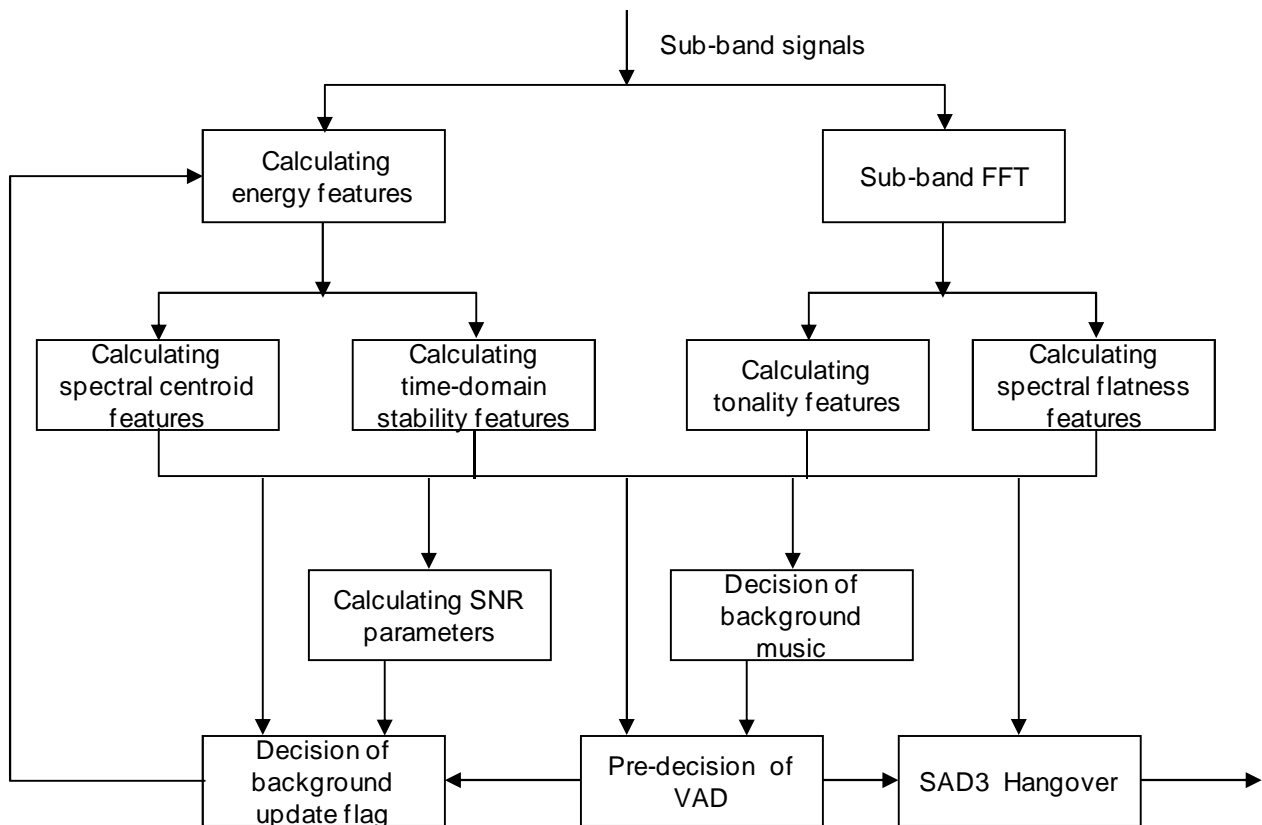 Sub-band signals
Calculating
energy features
Sub-band FFT
Calculating
spectral centroid
features
Calculating
time-domain
stability features
Calculating
tonality features
Calculating
spectral flatness
features
Calculating SNR
parameters
Decision of
background
music
Decision of
background
update flag
Pre-decision of
VAD
SAD3 Hangover